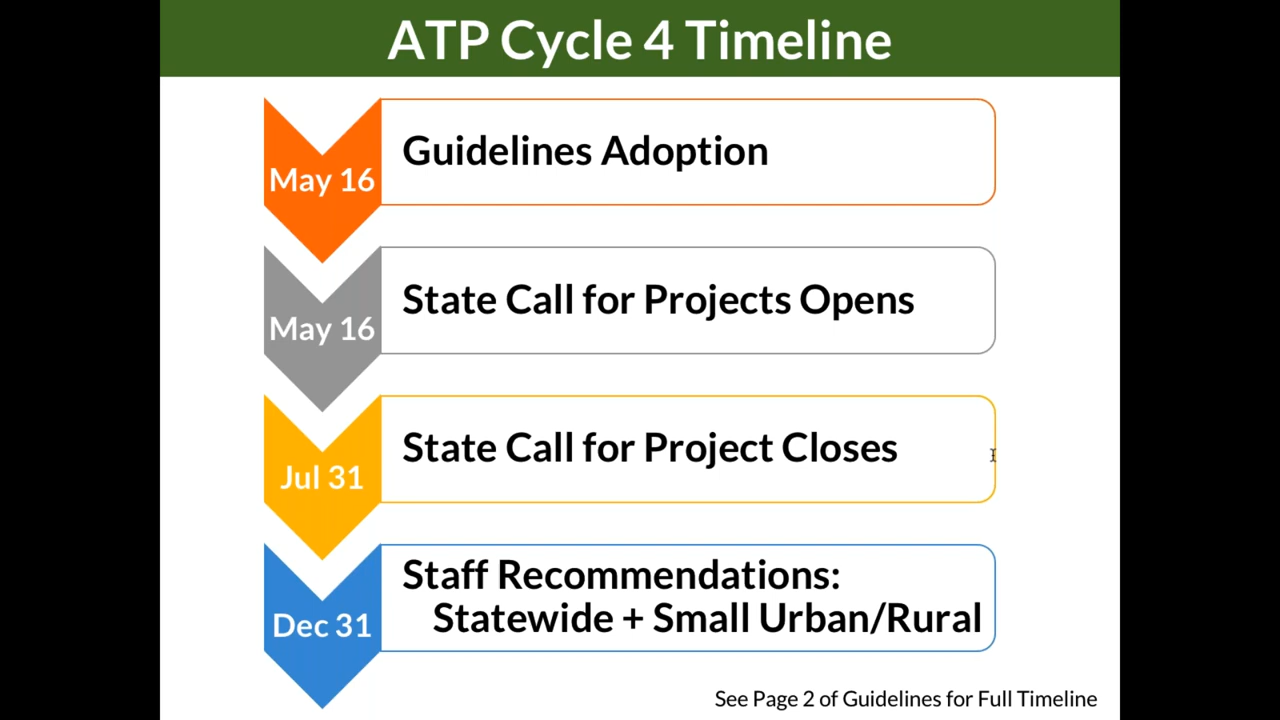 ATP Cycle 4 Timeline
May 16
Guidelines Adoption
May 16
State Call for Projects Opens
Jul 31
State Call for Project Closes
Dec 31
Staff Recommendations:
Statewide + Small Urban/Rural
See Page 2 of Guidelines for Full Timeline